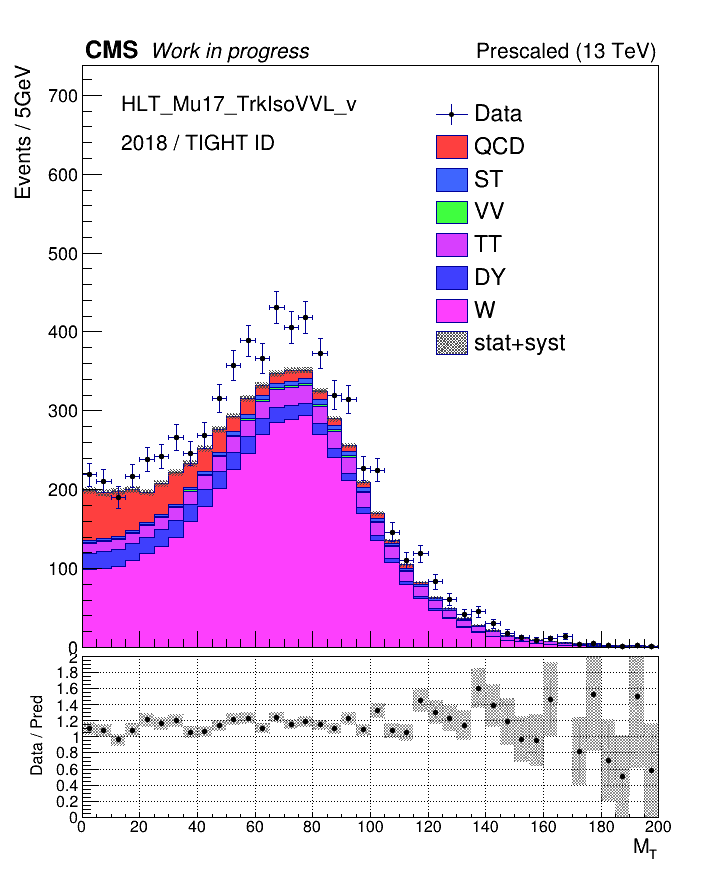 CMS Work in progress Prescaled (13 TeV)
Events / 5GeV
700
600
500
400
300
200
100
0
HLT_Mu17_TrkIsoVVL_v
2018 / TIGHT ID
Data
QCD
ST
VV
TT
DY
W
stat+syst
Data / Pred
2
1.8
1.6
1.4
1.2
1
0.8
0.6
0.4
0.2
0
0 20 40 60 80 100 120 140 160 180 200
M_T